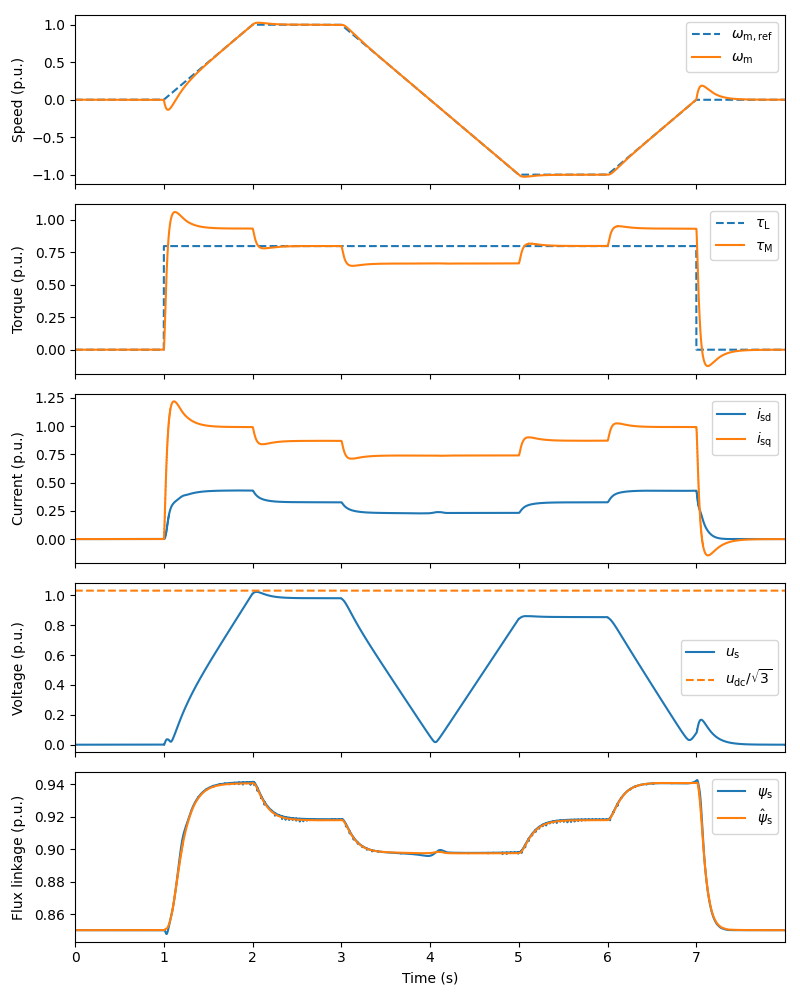 1.0
0.5
0.0
−0.5
−1.0
Speed (p.u.)
ω_m, ref
ω_m
1.00
0.75
0.50
0.25
0.00
Torque (p.u.)
τ_L
τ_M
1.25
1.00
0.75
0.50
0.25
0.00
Current (p.u.)
i_sd
i_sq
1.0
0.8
0.6
0.4
0.2
0.0
Voltage (p.u.)
u_s
u_dc/√3
0.94
0.92
0.90
0.88
0.86
Flux linkage (p.u.)
ψ_s
ψ̂_s
0 1 2 3 4 5 6 7
Time (s)